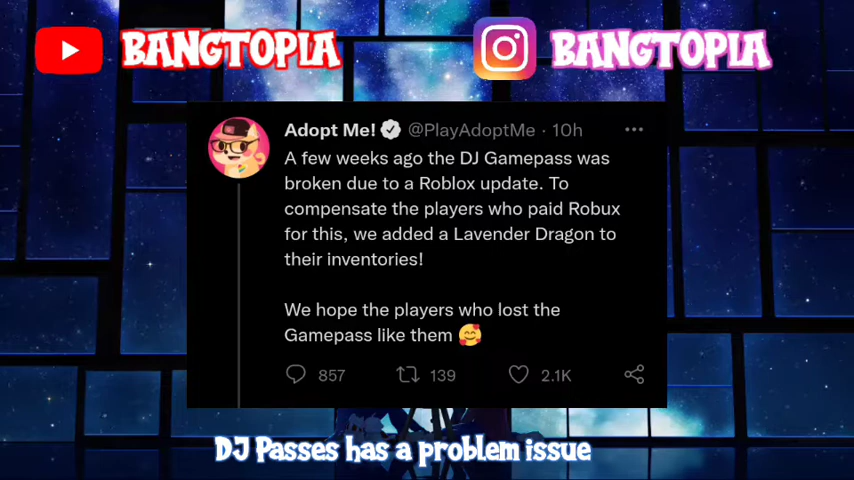 BANGTOPIA
BANGTOPIA
Adopt Me! @PlayAdoptMe · 10h
A few weeks ago the DJ Gamepass was
broken due to a Roblox update. To
compensate the players who paid Robux
for this, we added a Lavender Dragon to
their inventories!
We hope the players who lost the
Gamepass like them 🥰
857 139 2.1K
DJ Passes has a problem issue